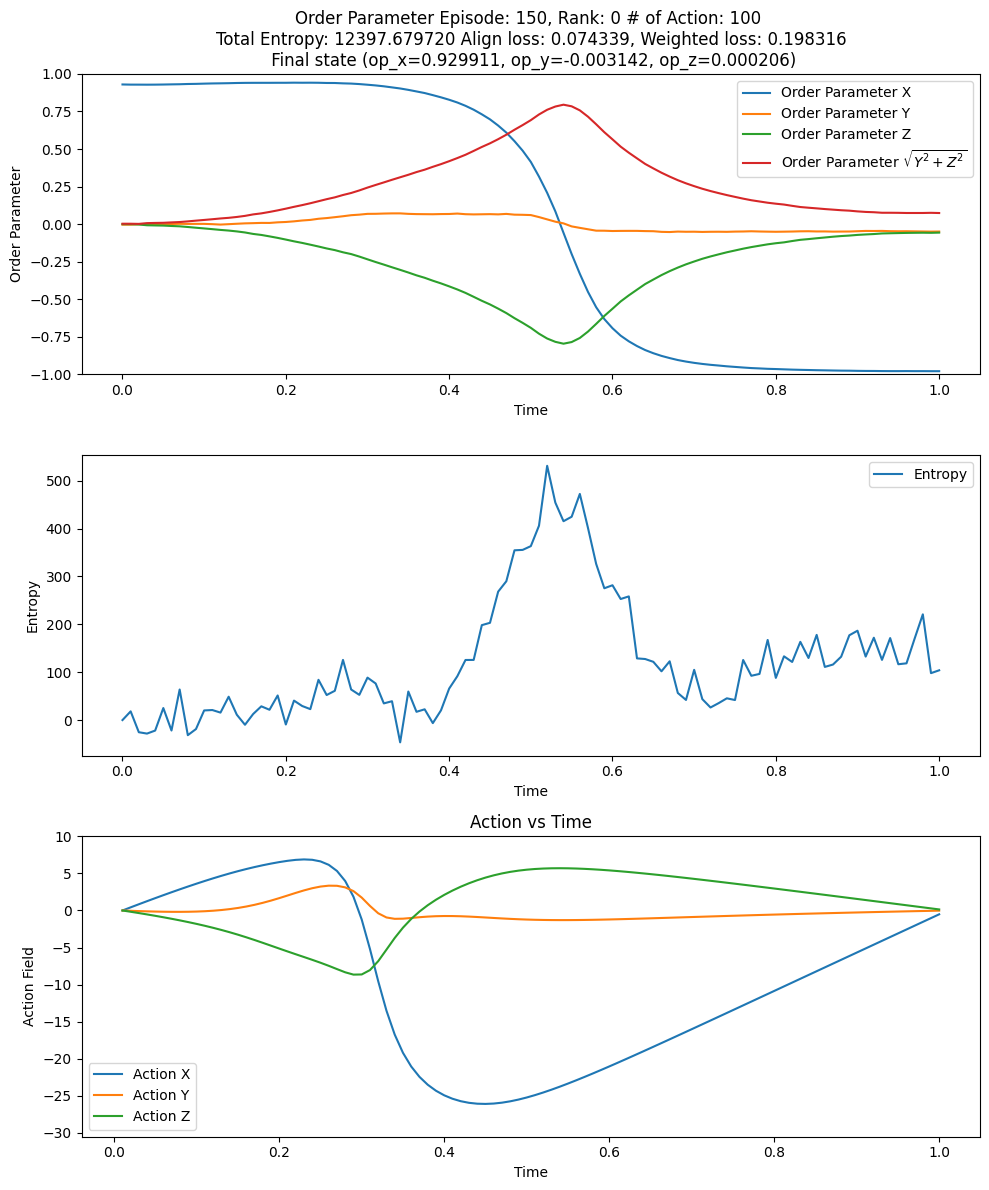 Order Parameter Episode: 150, Rank: 0 # of Action: 100
Total Entropy: 12397.679720 Align loss: 0.074339, Weighted loss: 0.198316
Final state (op_x=0.929911, op_y=-0.003142, op_z=0.000206)
1.00
0.75
0.50
0.25
0.00
−0.25
−0.50
−0.75
−1.00
Order Parameter
Order Parameter X
Order Parameter Y
Order Parameter Z
Order Parameter √Y² + Z²
0.0 0.2 0.4 0.6 0.8 1.0
Time
500
400
300
200
100
0
Entropy
Entropy
0.0 0.2 0.4 0.6 0.8 1.0
Time
Action vs Time
10
5
0
−5
−10
−15
−20
−25
−30
Action Field
Action X
Action Y
Action Z
0.0 0.2 0.4 0.6 0.8 1.0
Time